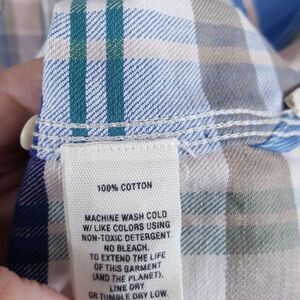 100% COTTON
MACHINE WASH COLD
W/ LIKE COLORS USING
NON-TOXIC DETERGENT.
NO BLEACH.
TO EXTEND THE LIFE
OF THIS GARMENT
(AND THE PLANET),
LINE DRY
OR TUMBLE DRY LOW.